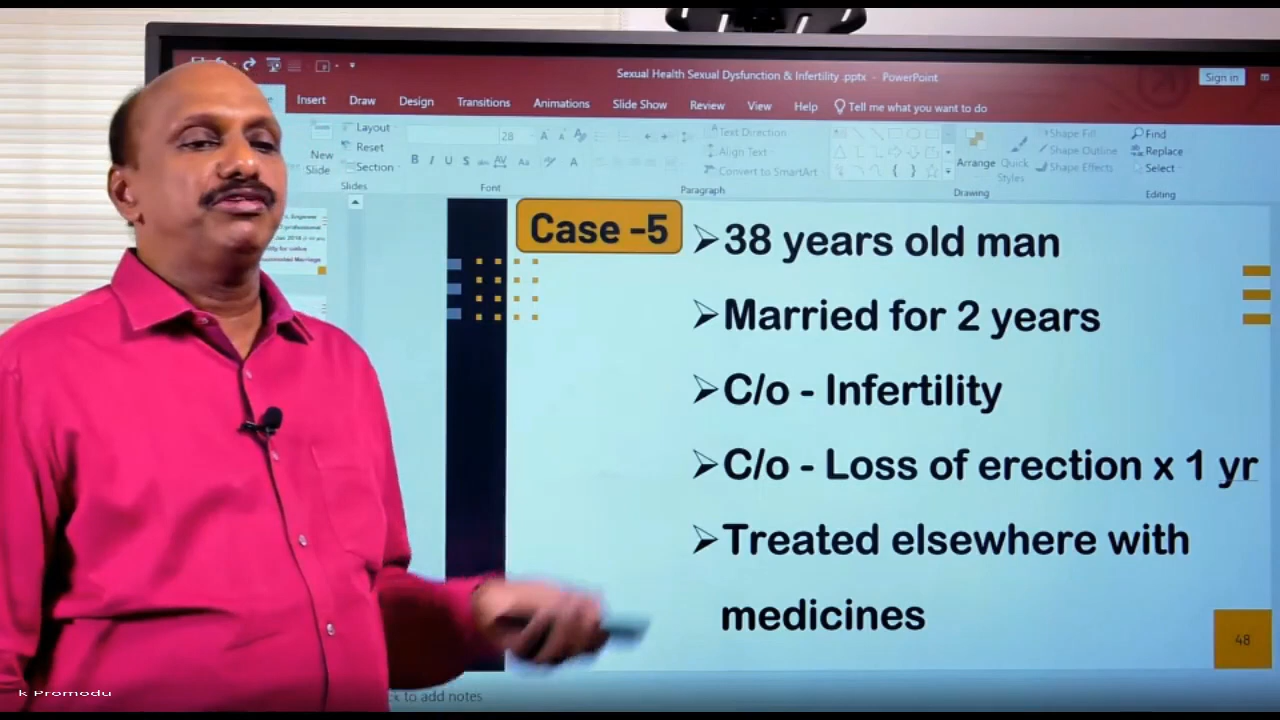 Sexual Health Sexual Dysfunction & Infertility .pptx - PowerPoint
Sign in
Insert Draw Design Transitions Animations Slide Show Review View Help Tell me what you want to do
Layout
Reset
Section
New
Slide
Slides
28
B I U S
Font
Text Direction
Align Text
Convert to SmartArt
Paragraph
Arrange
Quick
Styles
Shape Fill
Shape Outline
Shape Effects
Drawing
Find
Replace
Select
Editing
Case -5
38 years old man
Married for 2 years
C/o - Infertility
C/o - Loss of erection x 1 yr
Treated elsewhere with
medicines
48
to add notes
k Promodu